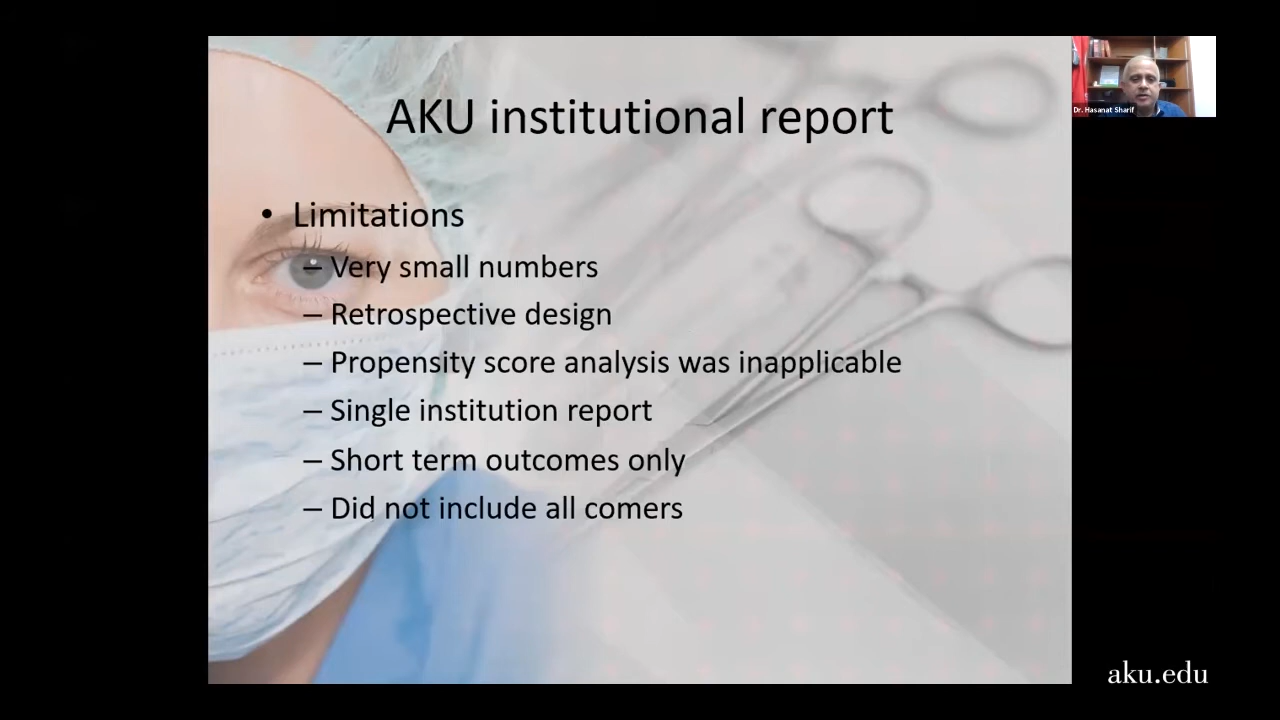 AKU institutional report
Dr. Hasanat Sharif
• Limitations
– Very small numbers
– Retrospective design
– Propensity score analysis was inapplicable
– Single institution report
– Short term outcomes only
– Did not include all comers
aku.edu